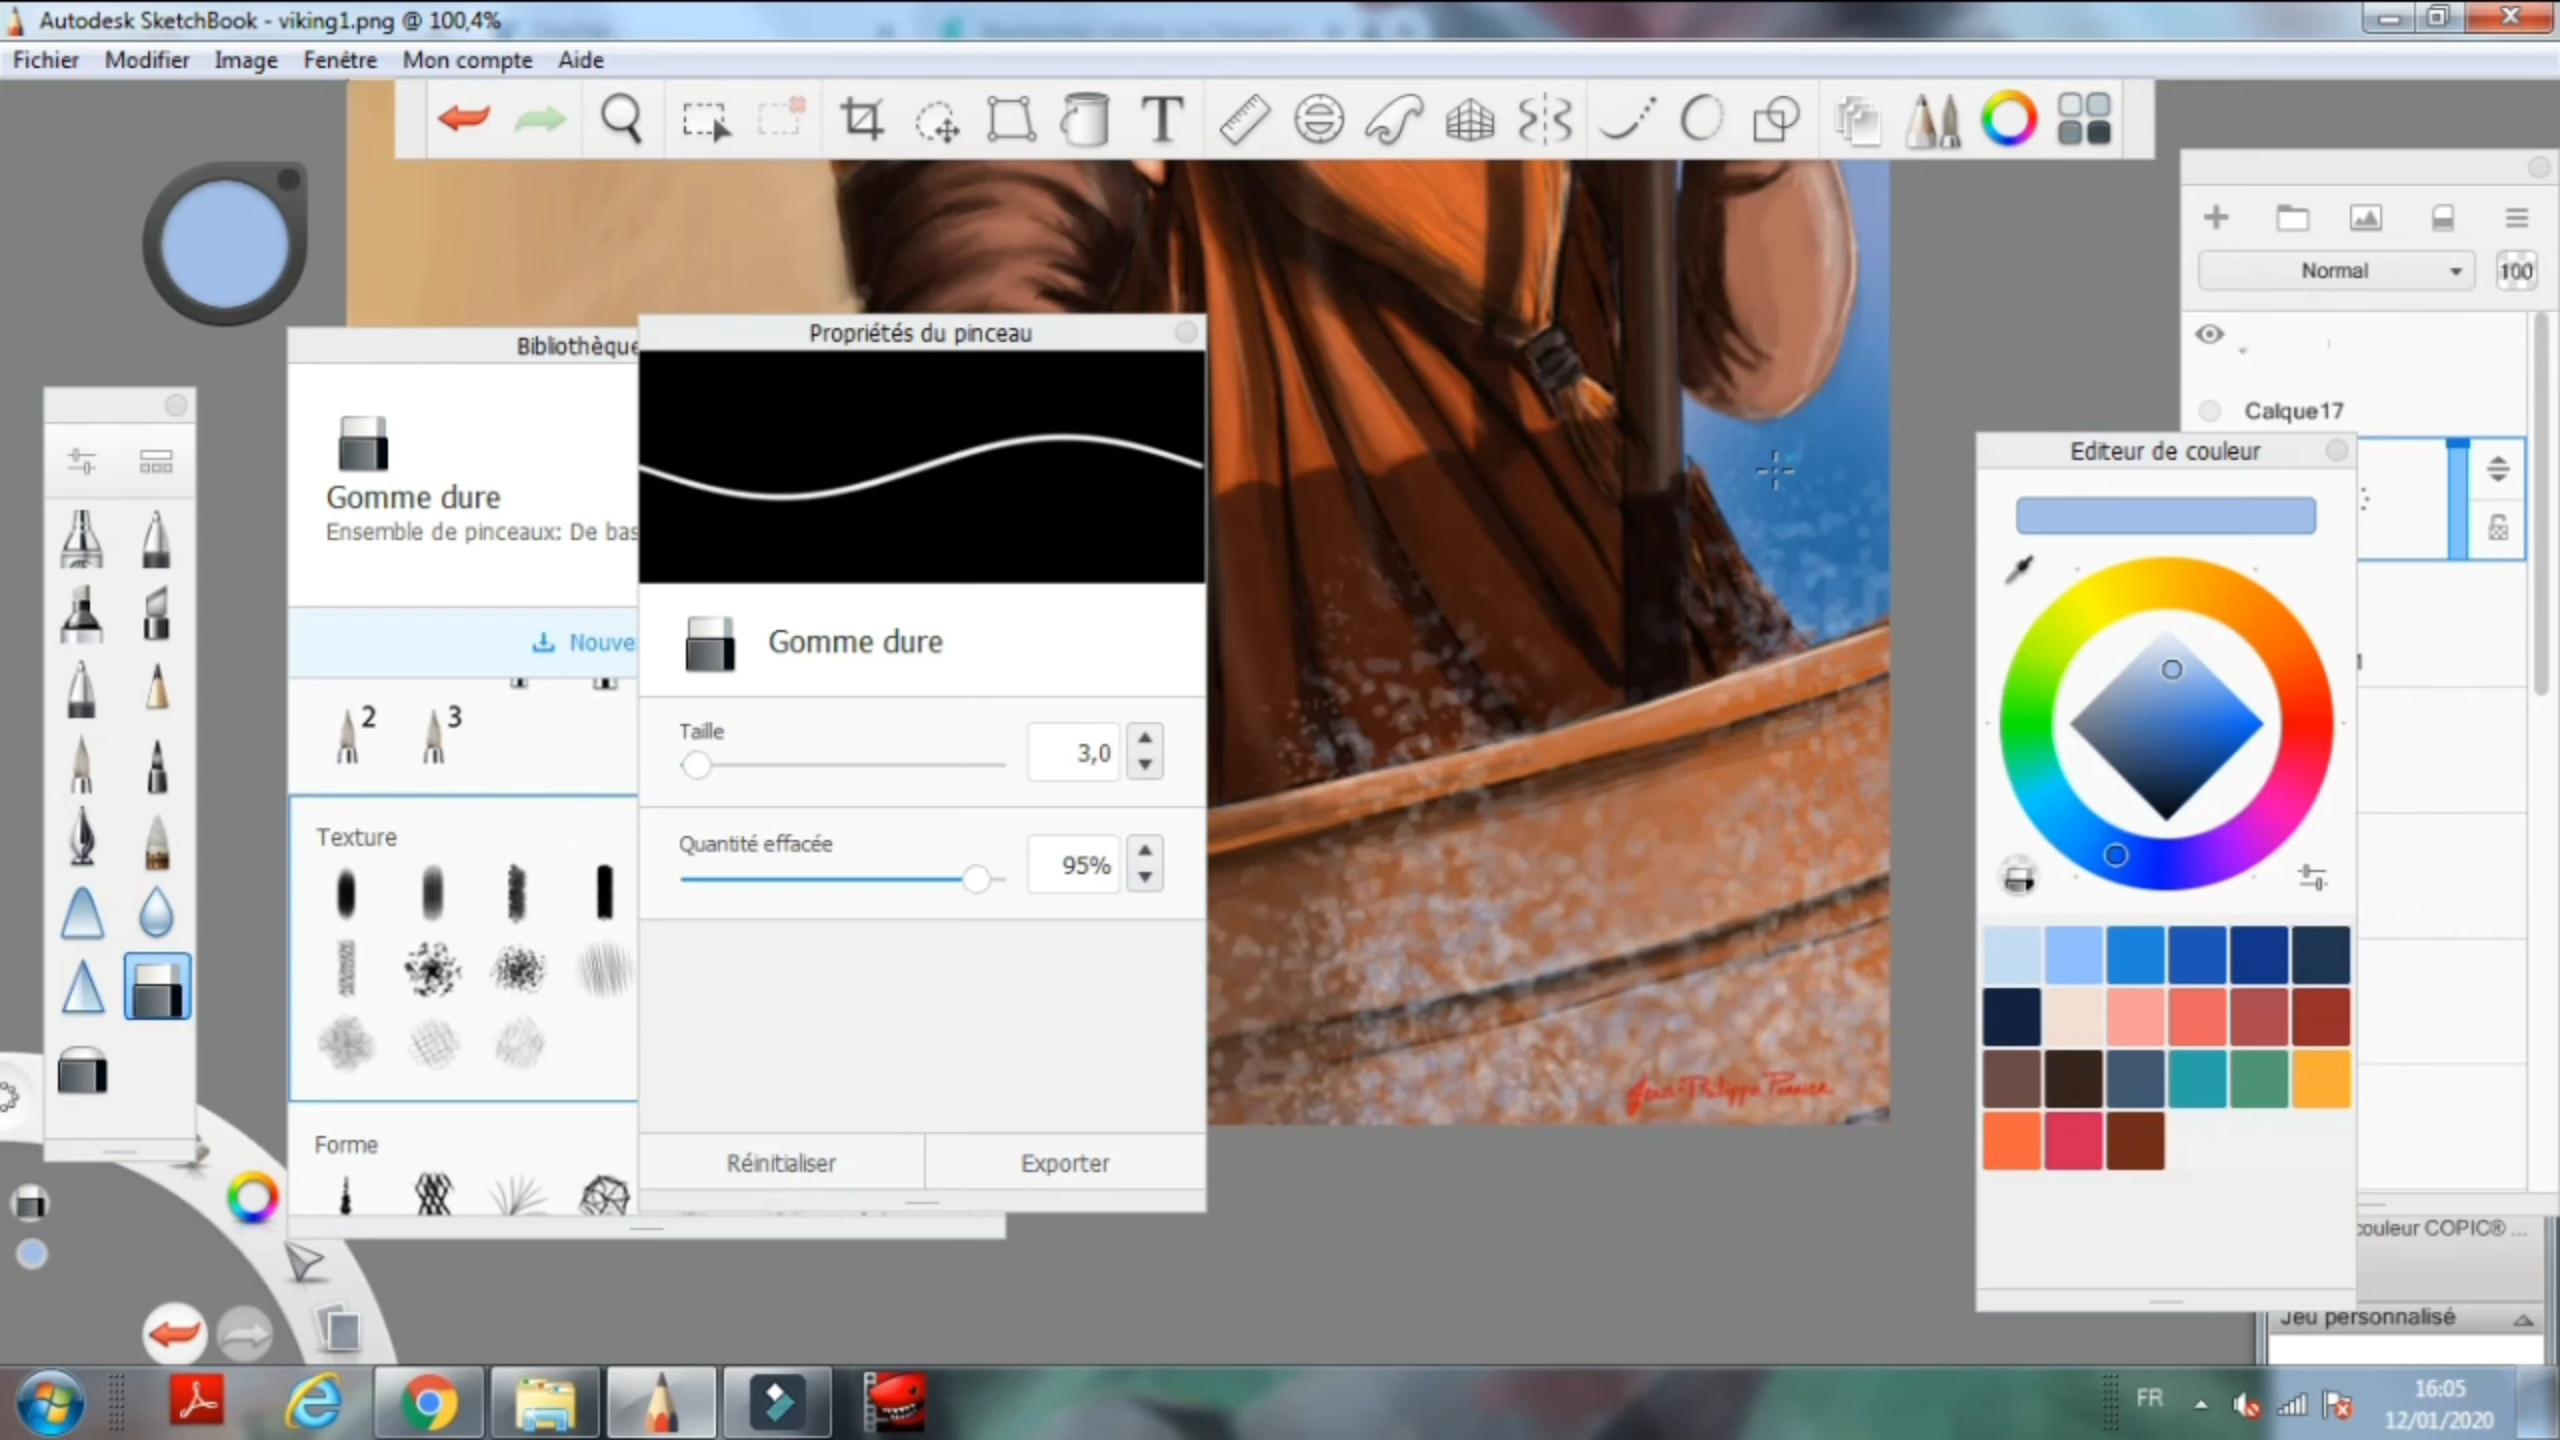 Autodesk SketchBook - viking1.png @ 100,4%
Fichier Modifier Image Fenêtre Mon compte Aide
Normal 100
Calque17
Bibliothèque
Gomme dure
Ensemble de pinceaux: De bas
Nouve
2 3
Texture
Forme
Propriétés du pinceau
Gomme dure
Taille
3,0
Quantité effacée
95%
Réinitialiser Exporter
Editeur de couleur
Jean-Philippe
couleur COPIC® ...
Jeu personnalisé
FR
16:05
12/01/2020